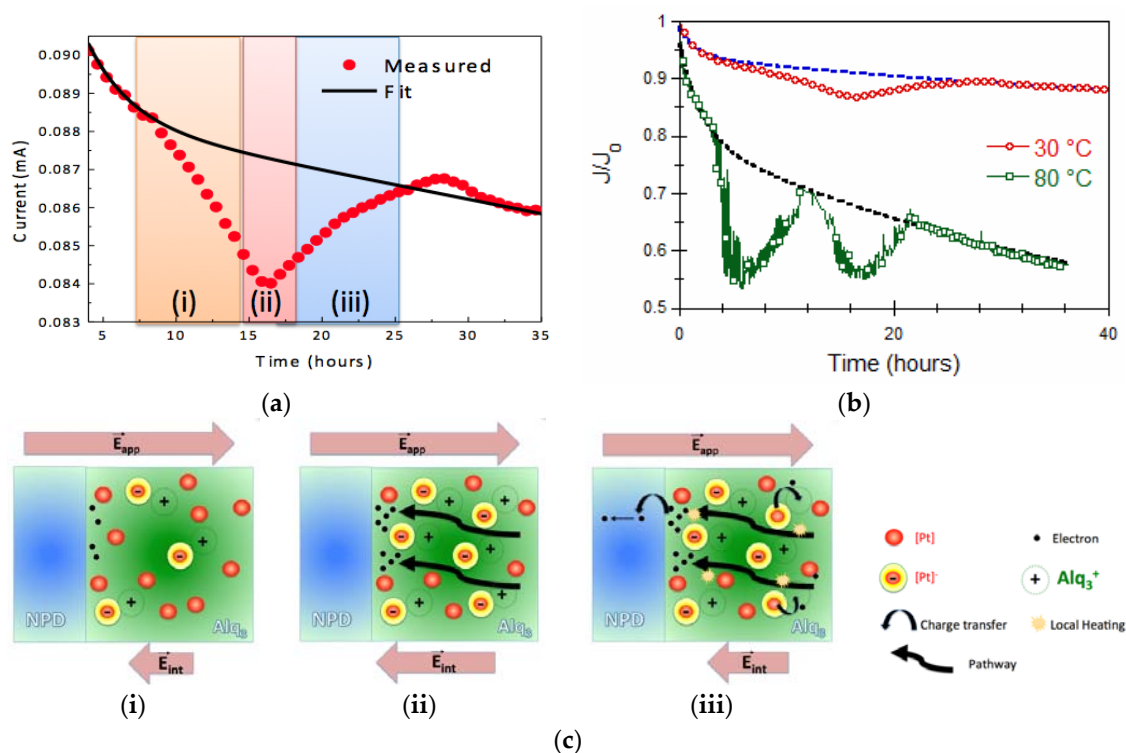 0.090
0.089
0.088
0.087
0.086
0.085
0.084
0.083
Current (mA)
Measured
Fit
(i)
(ii)
(iii)
5
10
15
20
25
30
35
Time (hours)
(a)
1
0.9
0.8
0.7
0.6
0.5
J/J0
30 °C
80 °C
0
20
40
Time (hours)
(b)
Eapp
NPD
Alq3
Eint
(i)
Eapp
NPD
Alq3
Eint
(ii)
Eapp
NPD
Alq3
Eint
(iii)
[Pt]
Electron
[Pt]-
Alq3+
Charge transfer
Local Heating
Pathway
(c)